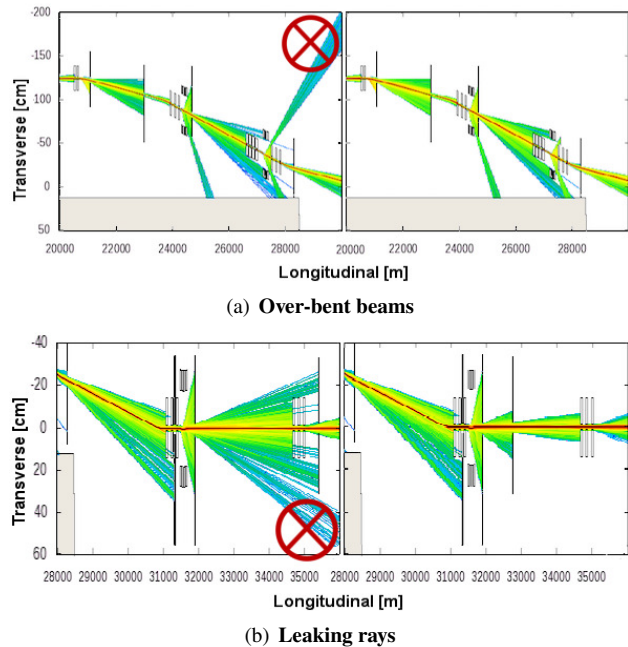 -200
-150
-100
-50
0
50
Transverse [cm]
20000 22000 24000 26000 28000 20000 22000 24000 26000 28000
Longitudinal [m]
(a) Over-bent beams
-40
-20
0
20
40
60
Transverse [cm]
28000 29000 30000 31000 32000 33000 34000 35000 28000 29000 30000 31000 32000 33000 34000 35000
Longitudinal [m]
(b) Leaking rays